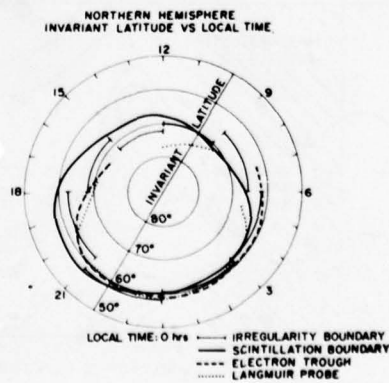 NORTHERN HEMISPHERE
INVARIANT LATITUDE VS LOCAL TIME
12
15
9
18
6
21
3
INVARIANT LATITUDE
80°
70°
60°
50°
LOCAL TIME: 0 hrs
IRREGULARITY BOUNDARY
SCINTILLATION BOUNDARY
ELECTRON TROUGH
LANGMUIR PROBE